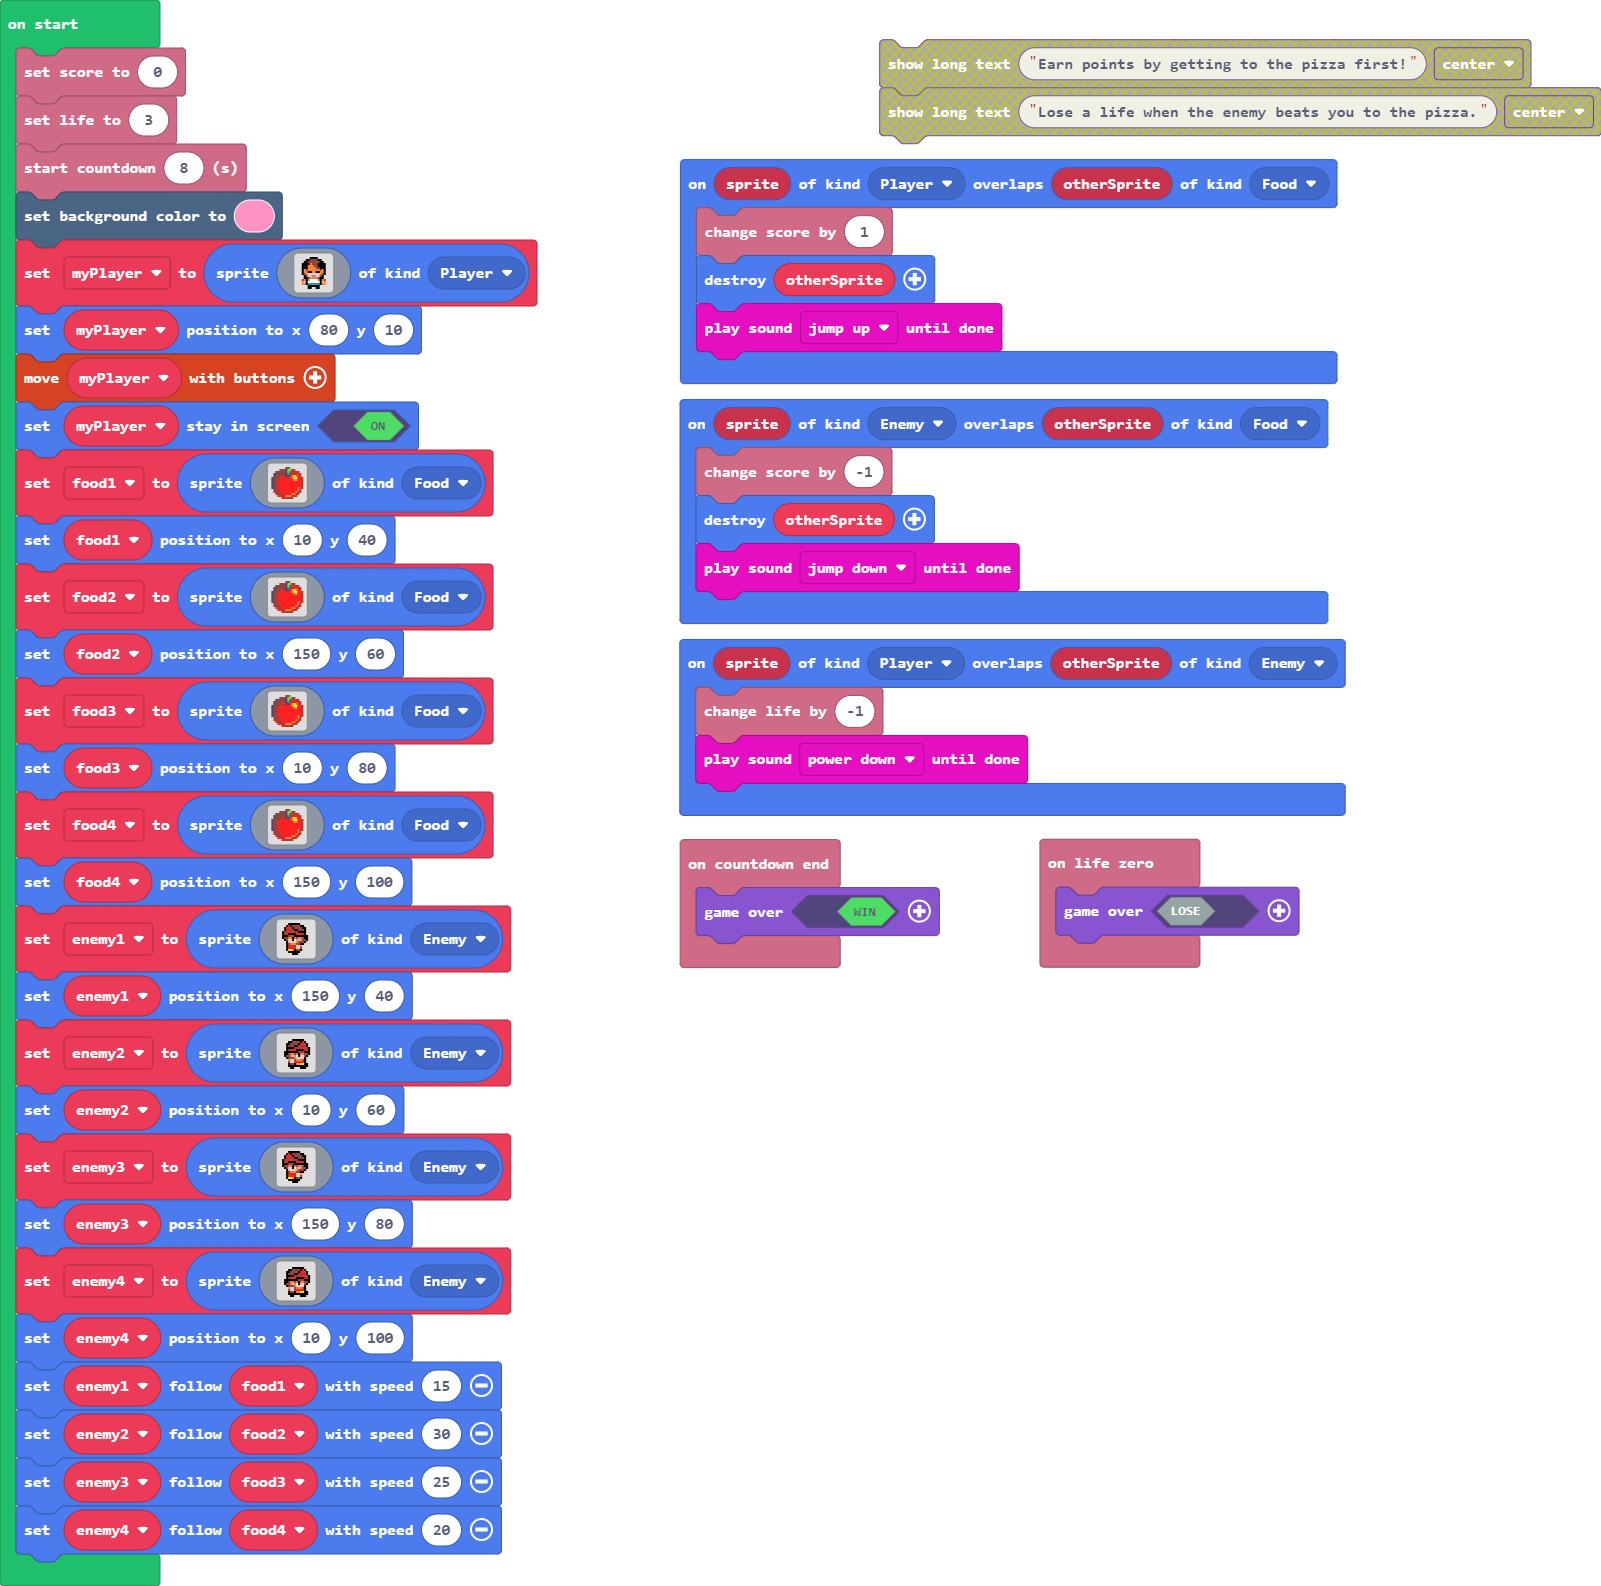 on start
set score to 0
set life to 3
start countdown 8 (s)
set background color to
set myPlayer to sprite of kind Player
set myPlayer position to x 80 y 10
move myPlayer with buttons
set myPlayer stay in screen ON
set food1 to sprite of kind Food
set food1 position to x 10 y 40
set food2 to sprite of kind Food
set food2 position to x 150 y 60
set food3 to sprite of kind Food
set food3 position to x 10 y 80
set food4 to sprite of kind Food
set food4 position to x 150 y 100
set enemy1 to sprite of kind Enemy
set enemy1 position to x 150 y 40
set enemy2 to sprite of kind Enemy
set enemy2 position to x 10 y 60
set enemy3 to sprite of kind Enemy
set enemy3 position to x 150 y 80
set enemy4 to sprite of kind Enemy
set enemy4 position to x 10 y 100
set enemy1 follow food1 with speed 15
set enemy2 follow food2 with speed 30
set enemy3 follow food3 with speed 25
set enemy4 follow food4 with speed 20
show long text "Earn points by getting to the pizza first!" center
show long text "Lose a life when the enemy beats you to the pizza." center
on sprite of kind Player overlaps otherSprite of kind Food
change score by 1
destroy otherSprite
play sound jump up until done
on sprite of kind Enemy overlaps otherSprite of kind Food
change score by -1
destroy otherSprite
play sound jump down until done
on sprite of kind Player overlaps otherSprite of kind Enemy
change life by -1
play sound power down until done
on countdown end
game over WIN
on life zero
game over LOSE